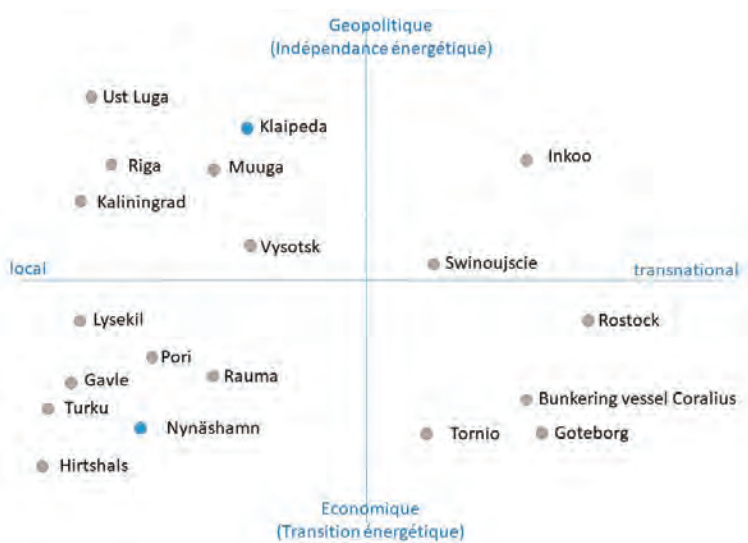 Geopolitique
(Indépendance énergétique)
Ust Luga
Klaipeda
Inkoo
Riga
Muuga
Kaliningrad
Vysotsk
Swinoujscie
local
transnational
Lysekil
Rostock
Pori
Gavle
Rauma
Bunkering vessel Coralius
Turku
Nynäshamn
Tornio
Goteborg
Hirtshals
Economique
(Transition énergétique)